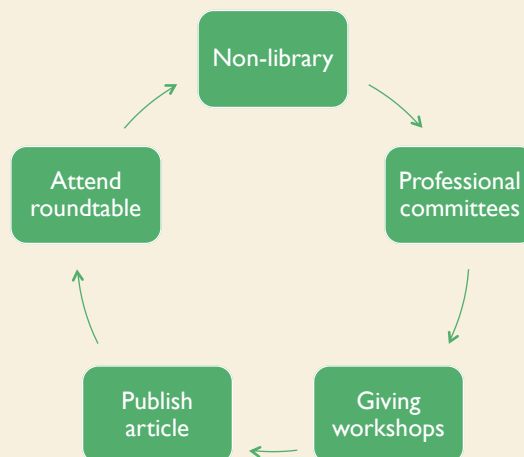 Non-library
Professional
committees
Giving
workshops
Publish
article
Attend
roundtable